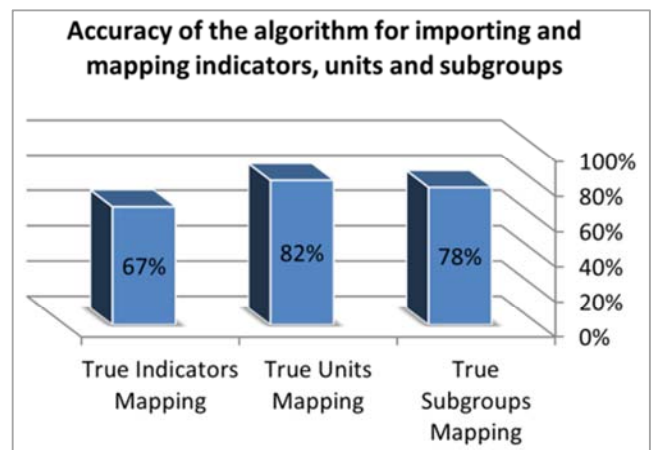 Accuracy of the algorithm for importing and
mapping indicators, units and subgroups
100%
80%
60%
40%
20%
0%
67%
82%
78%
True Indicators
Mapping
True Units
Mapping
True
Subgroups
Mapping